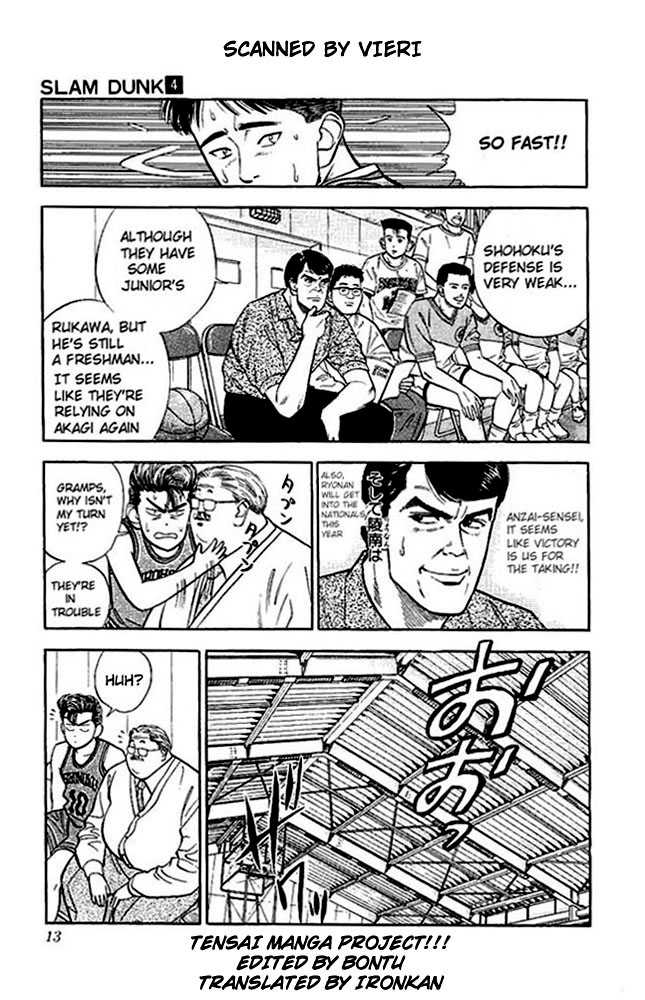 SCANNED BY VIERI
SLAM DUNK 4
SO FAST!!
SHOHOKU'S
DEFENSE IS
VERY WEAK...
ALTHOUGH
THEY HAVE
SOME
JUNIOR'S
RUKAWA, BUT
HE'S STILL
A FRESHMAN...
IT SEEMS
LIKE THEY'RE
RELYING ON
AKAGI AGAIN
ANZAI-SENSEI,
IT SEEMS
LIKE VICTORY
IS US FOR
THE TAKING!!
そして陵南は
ALSO,
RYONAN
WILL GET
INTO THE
NATIONALS
THIS
YEAR
タプン
タプン
GRAMPS,
WHY ISN'T
MY TURN
YET!?
THEY'RE
IN
TROUBLE
おお
おおっ
HUH?
13
TENSAI MANGA PROJECT!!!
EDITED BY BONTU
TRANSLATED BY IRONKAN